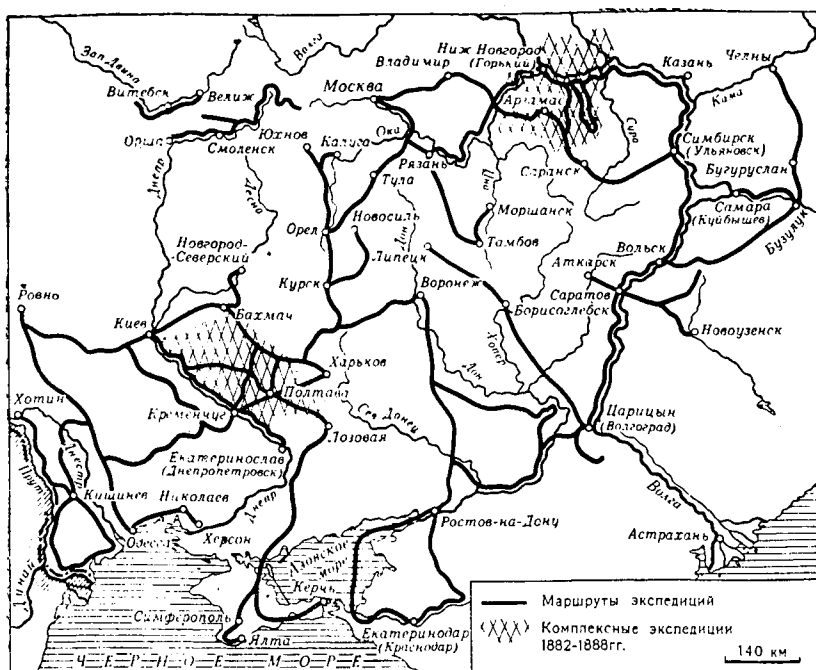 Зап. Двина
Волга
Витебск
Велиж
Москва
Владимир
Ниж Новгород
(Горький)
Казань
Челны
Кама
Арзамас
Орша
Смоленск
Юхнов
Калуга
Ока
Рязань
Цна
Сура
Саранск
Симбирск
(Ульяновск)
Бугуруслан
Самара
(Куйбышев)
Бузулук
Днепр
Десна
Тула
Моршанск
Тамбов
Новосиль
Орел
Липецк
Дон
Новгород-
Северский
Курск
Воронеж
Борисоглебск
Хопер
Вольск
Аткарск
Саратов
Новоузенск
Ровно
Киев
Бахмач
Харьков
Полтава
Дон
Хотин
Кременчуг
Лозовая
Сев Донец
Царицын
(Волгоград)
Екатеринослав
(Днепропетровск)
Днестр
Прут
Кишинев
Николаев
Днепр
Херсон
Одесса
Волга
Астрахань
Ростов-на-Дону
Азовское
море
Керчь
Дунай
Симферополь
Ялта
Екатеринодар
(Краснодар)
ЧЕРНОЕ МОРЕ
Маршруты экспедиций
Комплексные экспедиции
1882-1888гг.
140 км